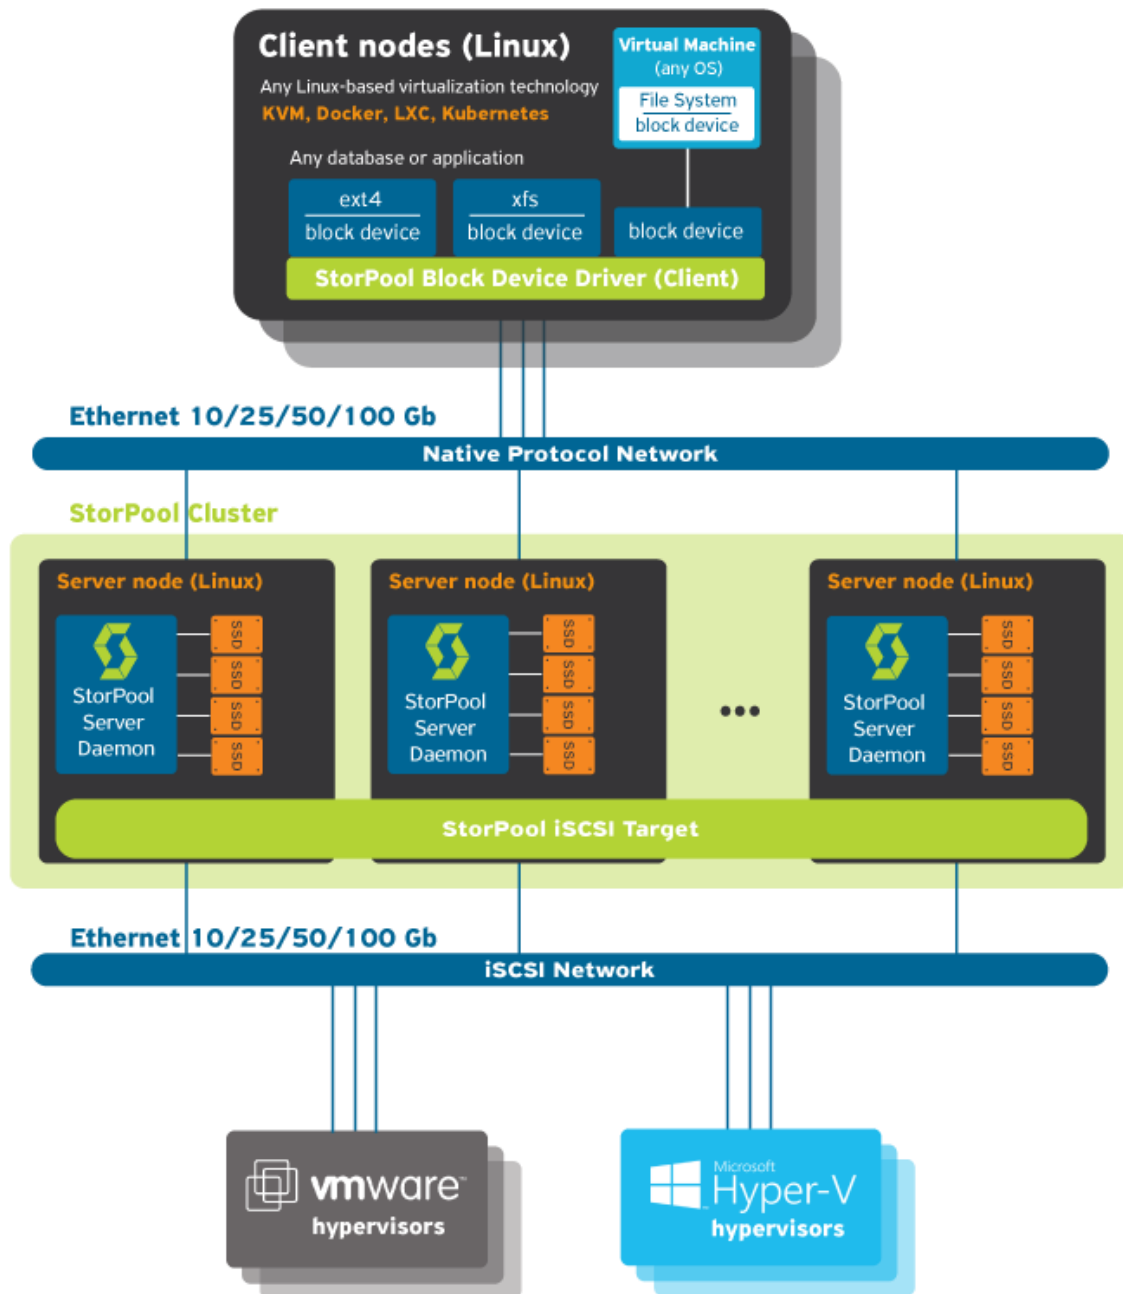 Client nodes (Linux)
Any Linux-based virtualization technology
KVM, Docker, LXC, Kubernetes
Virtual Machine
(any OS)
File System
block device
Any database or application
ext4
block device
xfs
block device
block device
StorPool Block Device Driver (Client)
Ethernet 10/25/50/100 Gb
Native Protocol Network
StorPool Cluster
Server node (Linux)
StorPool
Server
Daemon
SSD
SSD
SSD
SSD
Server node (Linux)
StorPool
Server
Daemon
SSD
SSD
SSD
SSD
•••
Server node (Linux)
StorPool
Server
Daemon
SSD
SSD
SSD
SSD
StorPool iSCSI Target
Ethernet 10/25/50/100 Gb
iSCSI Network
vmware™
hypervisors
Microsoft
Hyper-V
hypervisors